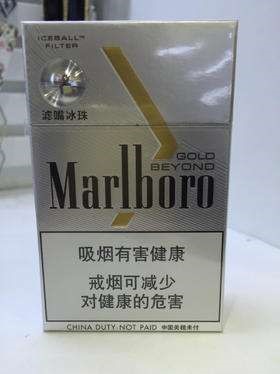 ICEBALL™
FILTER
滤嘴冰珠
GOLD
BEYOND
Marlboro
吸烟有害健康
戒烟可减少
对健康的危害
CHINA DUTY NOT PAID 中国关税未付